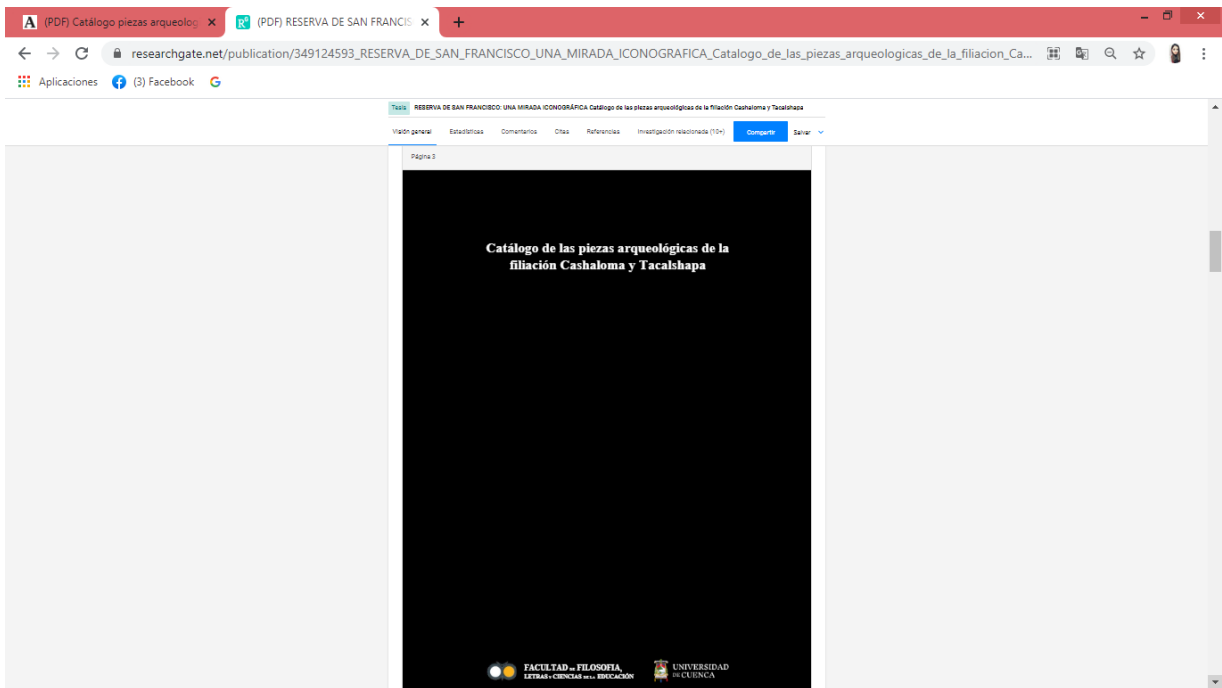 (PDF) Catálogo piezas arqueolog
(PDF) RESERVA DE SAN FRANCIS
researchgate.net/publication/349124593_RESERVA_DE_SAN_FRANCISCO_UNA_MIRADA_ICONOGRAFICA_Catalogo_de_las_piezas_arqueologicas_de_la_filiacion_Ca...
Aplicaciones (3) Facebook
Tesis RESERVA DE SAN FRANCISCO: UNA MIRADA ICONOGRÁFICA Catálogo de las piezas arqueológicas de la filiación Cashaloma y Tacalshapa
Visión general Estadísticas Comentarios Citas Referencias Investigación relacionada (10+) Compartir Salvar
Página 3
Catálogo de las piezas arqueológicas de la
filiación Cashaloma y Tacalshapa
FACULTAD DE FILOSOFIA,
LETRAS Y CIENCIAS DE LA EDUCACIÓN
UNIVERSIDAD
DE CUENCA